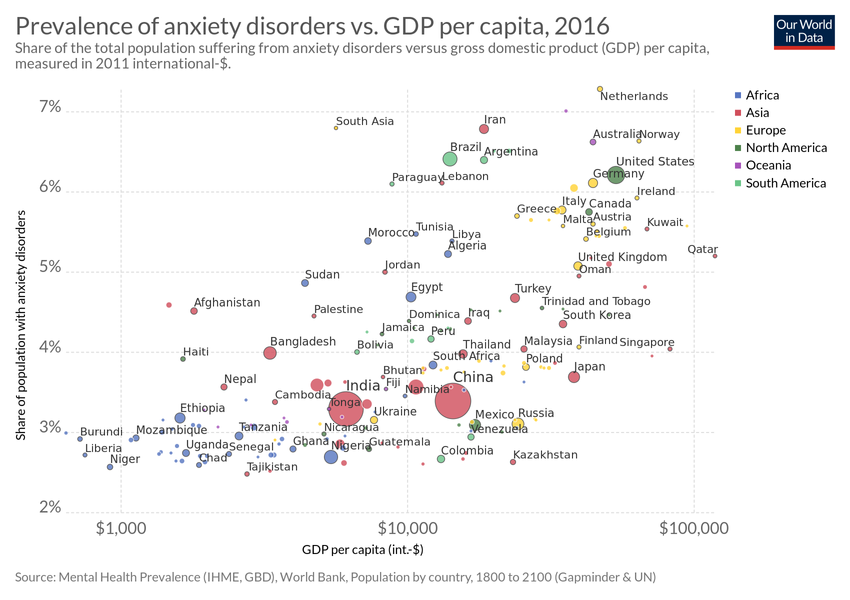 Prevalence of anxiety disorders vs. GDP per capita, 2016
Share of the total population suffering from anxiety disorders versus gross domestic product (GDP) per capita,
measured in 2011 international-$.
Our World
in Data
7%
6%
5%
4%
3%
2%
Share of population with anxiety disorders
Netherlands
South Asia
Iran
Australia
Norway
Brazil
Argentina
United States
Paraguay
Lebanon
Germany
Ireland
Greece
Italy
Canada
Malta
Austria
Kuwait
Morocco
Tunisia
Libya
Algeria
Belgium
Qatar
Jordan
United Kingdom
Oman
Sudan
Egypt
Turkey
Afghanistan
Palestine
Dominica
Iraq
Trinidad and Tobago
South Korea
Jamaica
Peru
Bangladesh
Bolivia
Thailand
Malaysia
Finland
Singapore
Haiti
South Africa
Poland
Nepal
Bhutan
Fiji
India
China
Japan
Cambodia
Tonga
Namibia
Ethiopia
Ukraine
Mexico
Russia
Burundi
Mozambique
Tanzania
Nicaragua
Venezuela
Liberia
Uganda
Senegal
Ghana
Nigeria
Guatemala
Niger
Chad
Tajikistan
Colombia
Kazakhstan
$1,000
$10,000
$100,000
GDP per capita (int.-$)
Africa
Asia
Europe
North America
Oceania
South America
Source: Mental Health Prevalence (IHME, GBD), World Bank, Population by country, 1800 to 2100 (Gapminder & UN)